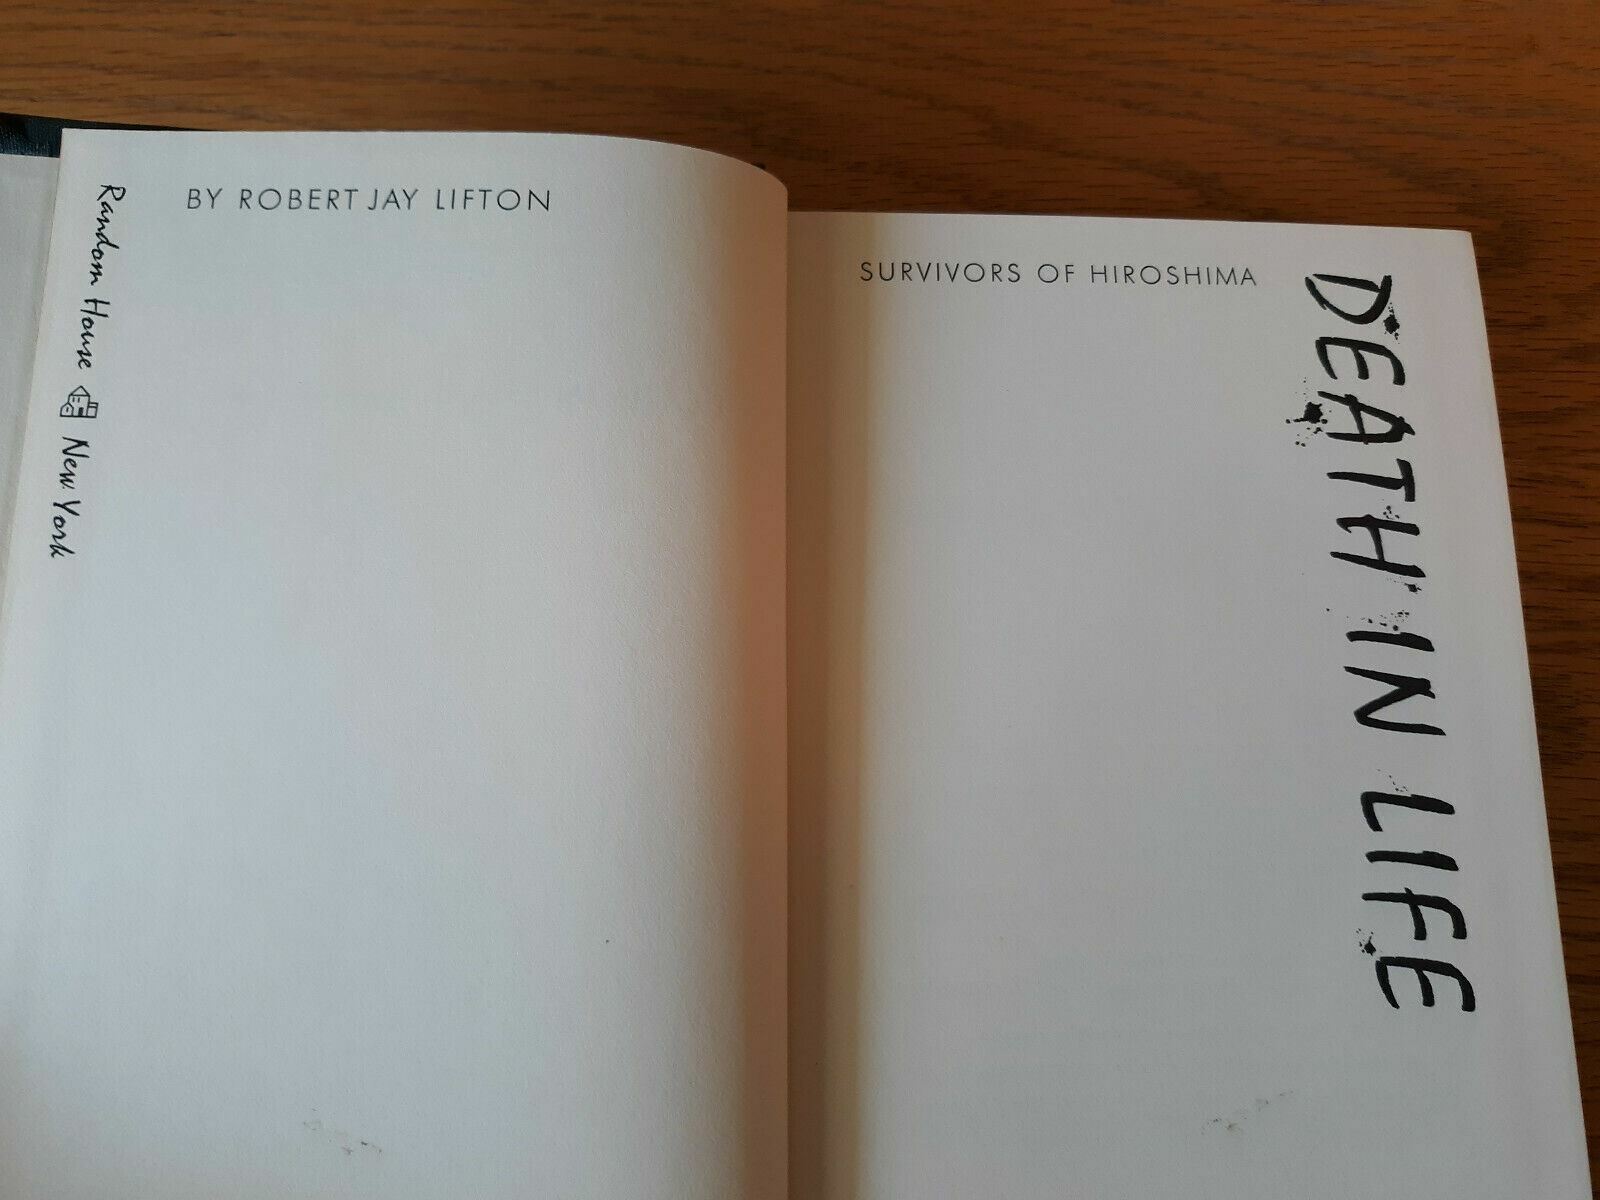 BY ROBERT JAY LIFTON
Random House New York
SURVIVORS OF HIROSHIMA
DEATH IN LIFE